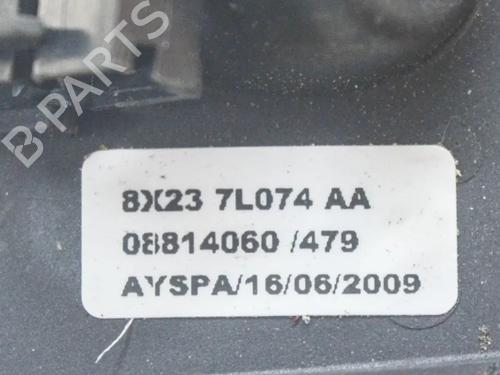 B-PARTS
8X23 7L074 AA
08814060 /479
AYSPA/16/06/2009